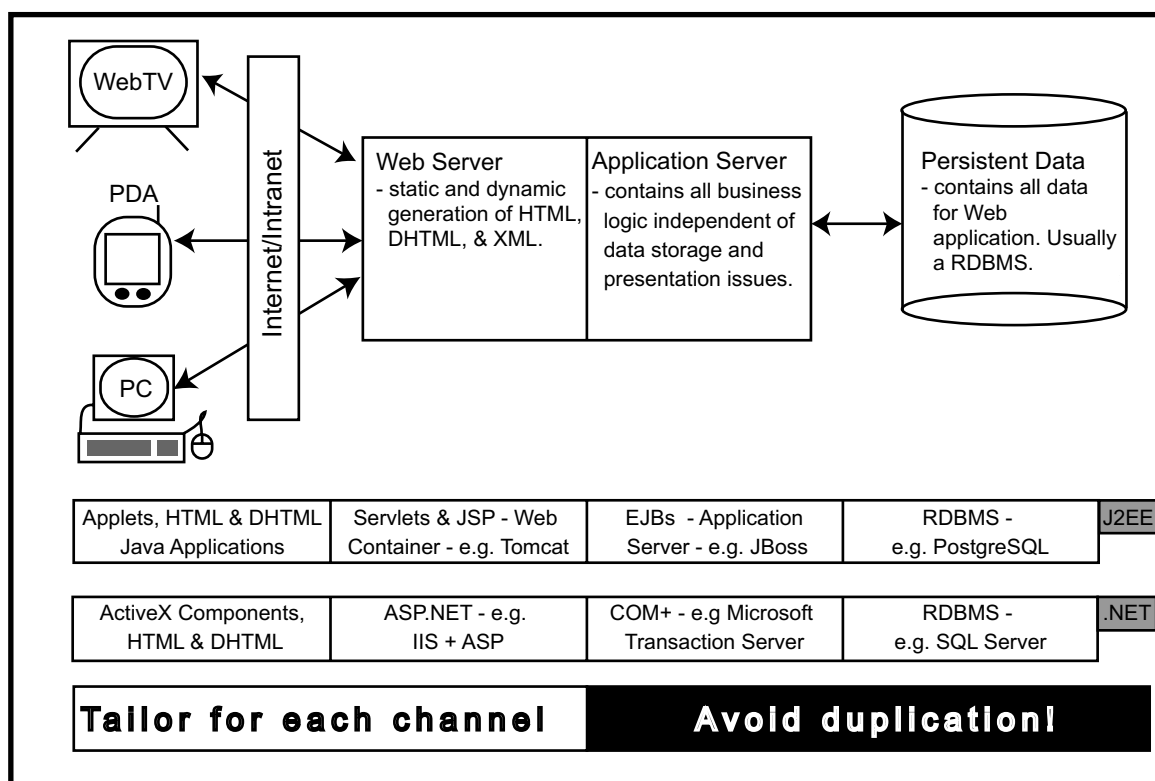 WebTV
PDA
PC
Internet/Intranet
Web Server
- static and dynamic
generation of HTML,
DHTML, & XML.
Application Server
- contains all business
logic independent of
data storage and
presentation issues.
Persistent Data
- contains all data
for Web
application. Usually
a RDBMS.
Applets, HTML & DHTML
Java Applications
Servlets & JSP - Web
Container - e.g. Tomcat
EJBs - Application
Server - e.g. JBoss
RDBMS -
e.g. PostgreSQL
J2EE
ActiveX Components,
HTML & DHTML
ASP.NET - e.g.
IIS + ASP
COM+ - e.g Microsoft
Transaction Server
RDBMS -
e.g. SQL Server
.NET
Tailor for each channel
Avoid duplication!